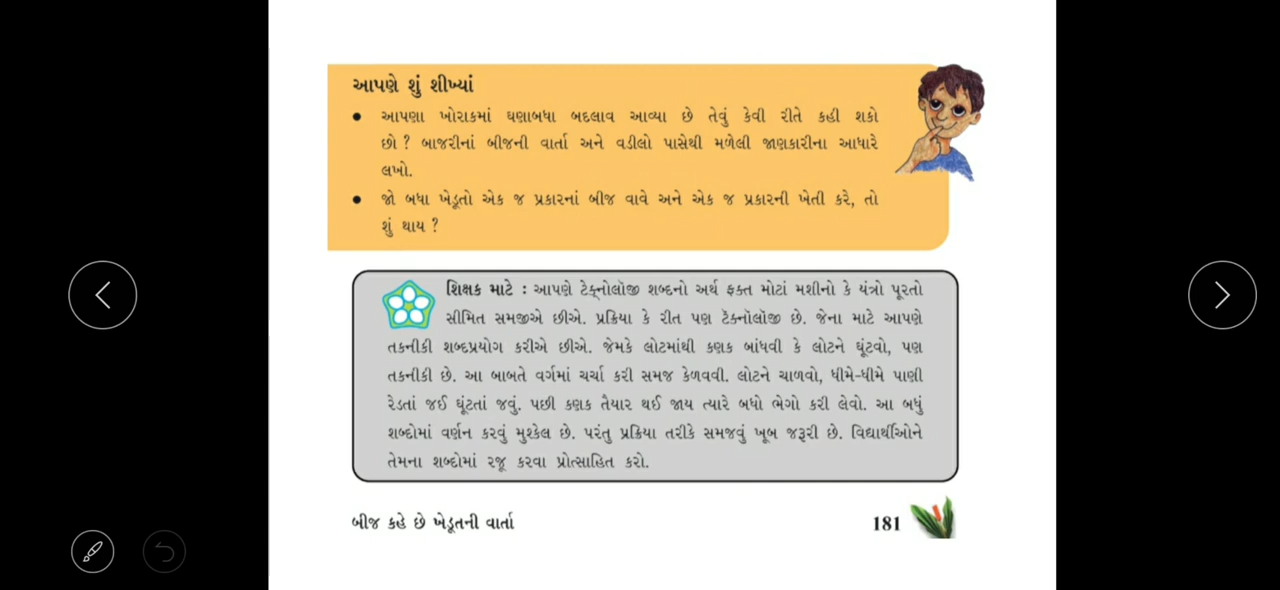 આપણે શું શીખ્યાં
● આપણા ખોરાકમાં ઘણાબધા બદલાવ આવ્યા છે તેવું કેવી રીતે કહી શકો
છો ? બાજરીનાં બીજની વાર્તા અને વડીલો પાસેથી મળેલી જાણકારીના આધારે
લખો.
● જો બધા ખેડૂતો એક જ પ્રકારનાં બીજ વાવે અને એક જ પ્રકારની ખેતી કરે, તો
શું થાય ?
શિક્ષક માટે : આપણે ટેક્નોલૉજી શબ્દનો અર્થ ફક્ત મોટાં મશીનો કે યંત્રો પૂરતો
સીમિત સમજીએ છીએ. પ્રક્રિયા કે રીત પણ ટૅક્નૉલૉજી છે. જેના માટે આપણે
તકનીકી શબ્દપ્રયોગ કરીએ છીએ. જેમકે લોટમાંથી કણક બાંધવી કે લોટને ઘૂંટવો, પણ
તકનીકી છે. આ બાબતે વર્ગમાં ચર્ચા કરી સમજ કેળવવી. લોટને ચાળવો, ધીમે-ધીમે પાણી
રેડતાં જઈ ઘૂંટતાં જવું. પછી કણક તૈયાર થઈ જાય ત્યારે બધો ભેગો કરી લેવો. આ બધું
શબ્દોમાં વર્ણન કરવું મુશ્કેલ છે. પરંતુ પ્રક્રિયા તરીકે સમજવું ખૂબ જરૂરી છે. વિદ્યાર્થીઓને
તેમના શબ્દોમાં રજૂ કરવા પ્રોત્સાહિત કરો.
બીજ કહે છે ખેડૂતની વાર્તા 181